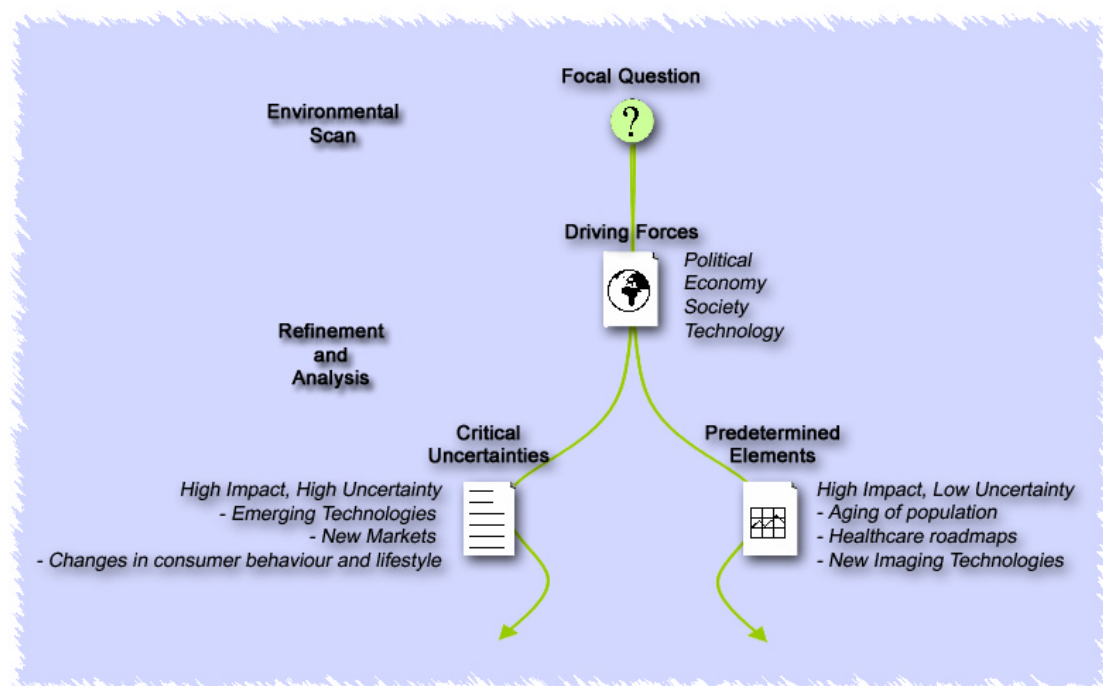 Focal Question
Environmental
Scan
?
Driving Forces
Political
Economy
Society
Technology
Refinement
and
Analysis
Critical
Uncertainties
High Impact, High Uncertainty
- Emerging Technologies
- New Markets
- Changes in consumer behaviour and lifestyle
Predetermined
Elements
High Impact, Low Uncertainty
- Aging of population
- Healthcare roadmaps
- New Imaging Technologies